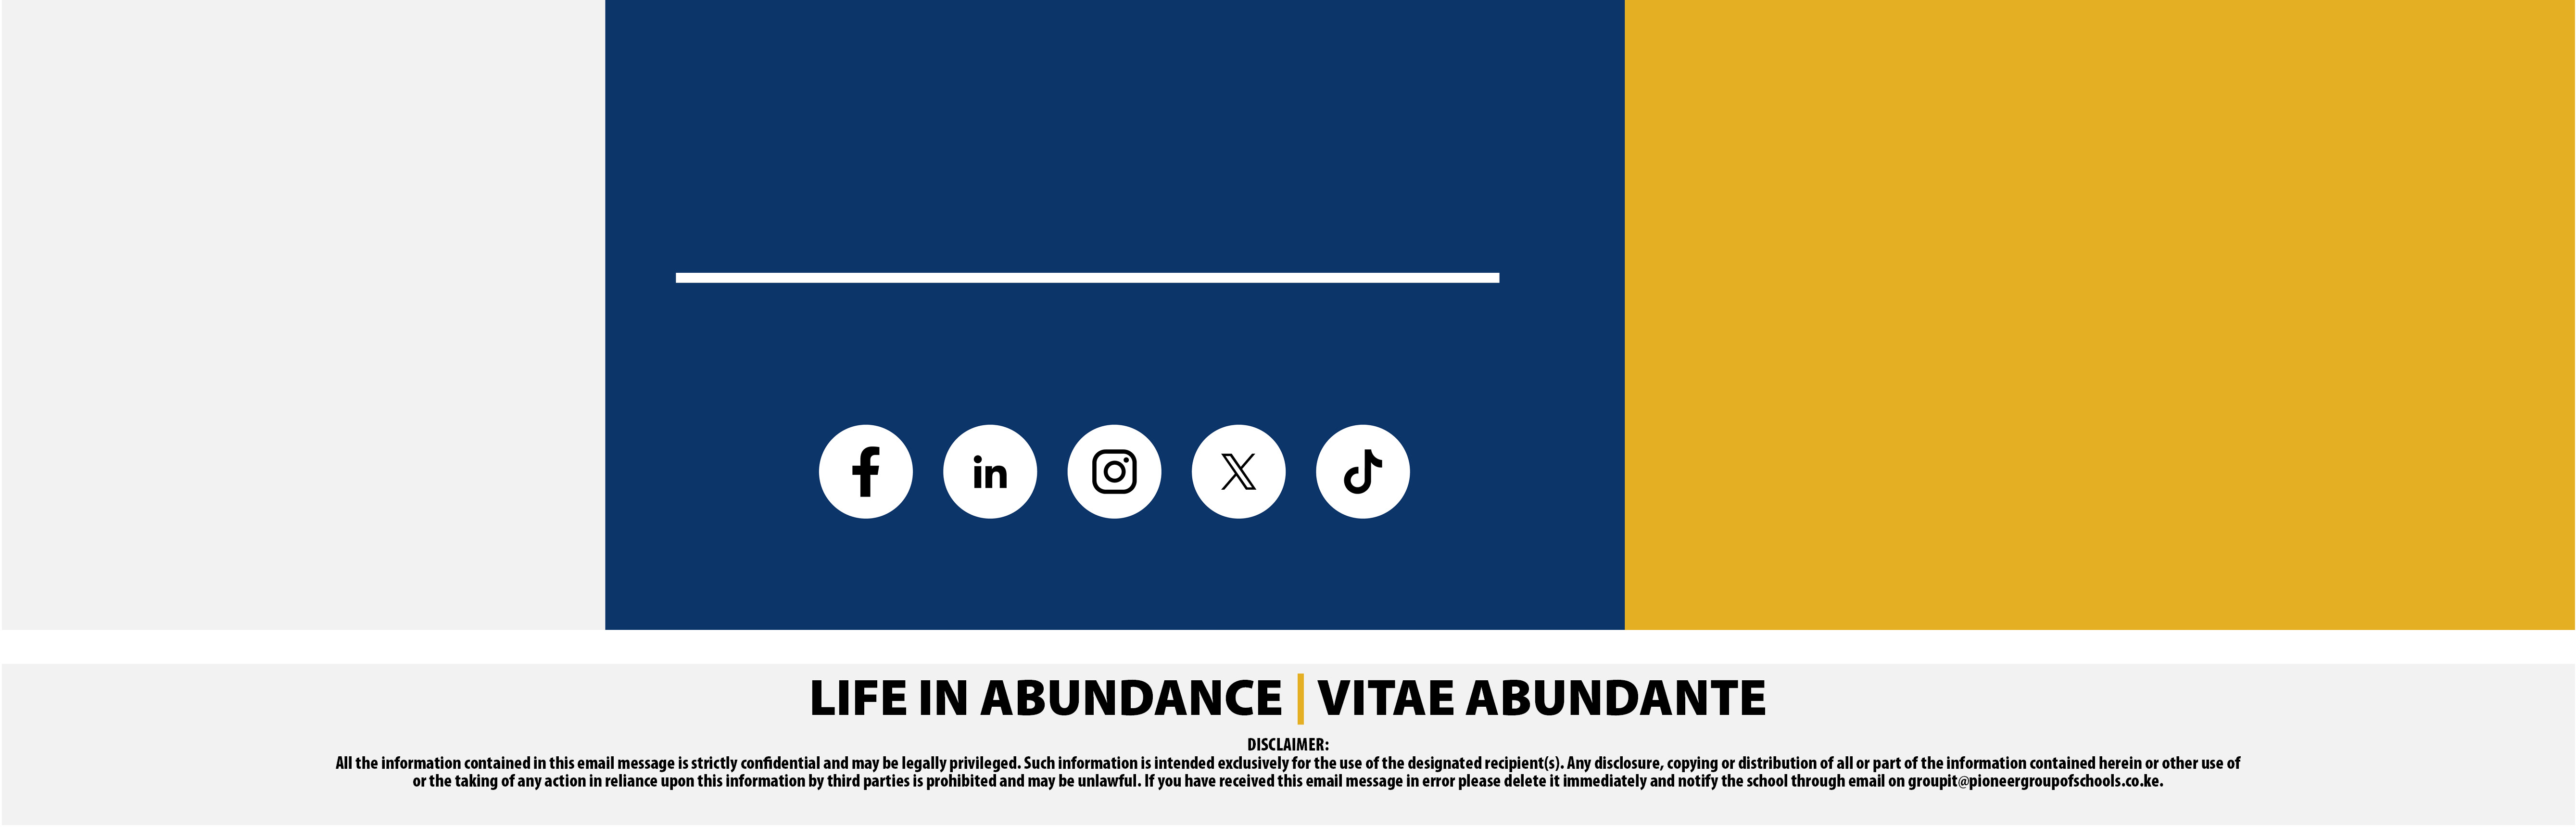 LIFE IN ABUNDANCE | VITAE ABUNDANTE
DISCLAIMER:
All the information contained in this email message is strictly confidential and may be legally privileged. Such information is intended exclusively for the use of the designated recipient(s). Any disclosure, copying or distribution of all or part of the information contained herein or other use of
or the taking of any action in reliance upon this information by third parties is prohibited and may be unlawful. If you have received this email message in error please delete it immediately and notify the school through email on groupit@pioneergroupofschools.co.ke.